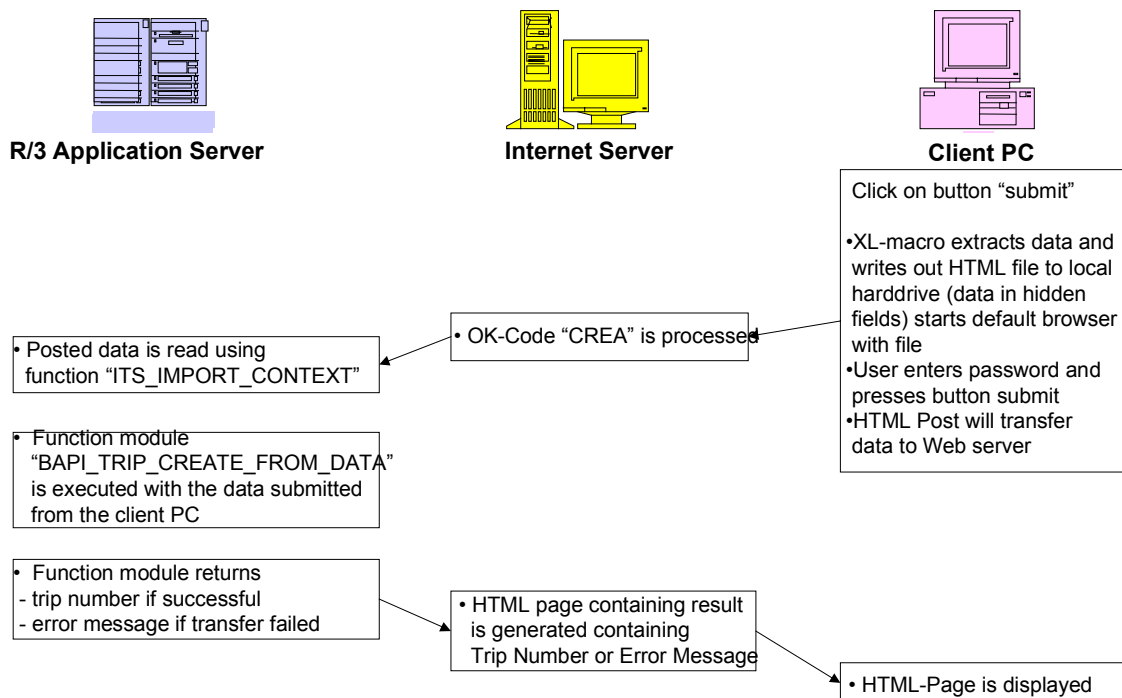 R/3 Application Server
Internet Server
Client PC
Click on button “submit”
•XL-macro extracts data and
writes out HTML file to local
harddrive (data in hidden
fields) starts default browser
with file
•User enters password and
presses button submit
•HTML Post will transfer
data to Web server
• OK-Code “CREA” is processed
• Posted data is read using
function “ITS_IMPORT_CONTEXT”
• Function module
“BAPI_TRIP_CREATE_FROM_DATA”
is executed with the data submitted
from the client PC
• Function module returns
- trip number if successful
- error message if transfer failed
• HTML page containing result
is generated containing
Trip Number or Error Message
• HTML-Page is displayed